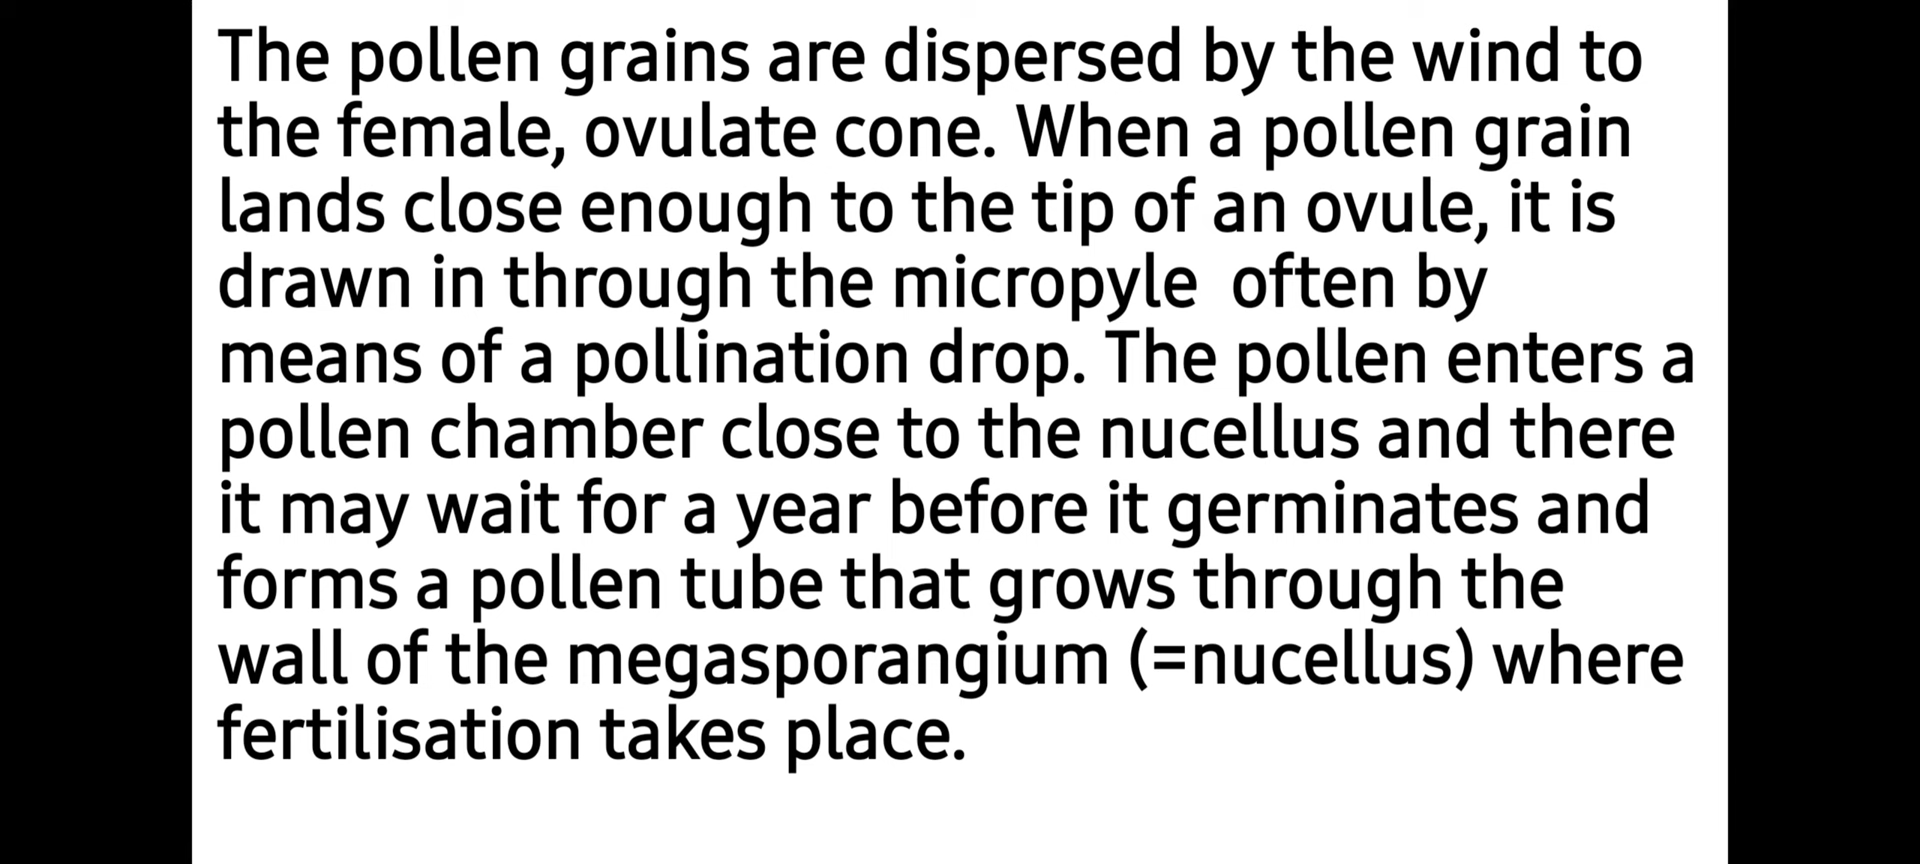 The pollen grains are dispersed by the wind to
the female, ovulate cone. When a pollen grain
lands close enough to the tip of an ovule, it is
drawn in through the micropyle  often by
means of a pollination drop. The pollen enters a
pollen chamber close to the nucellus and there
it may wait for a year before it germinates and
forms a pollen tube that grows through the
wall of the megasporangium (=nucellus) where
fertilisation takes place.